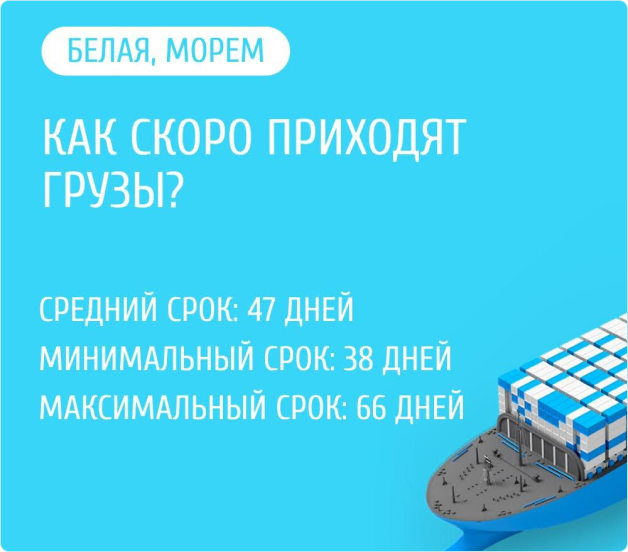 БЕЛАЯ, МОРЕМ
КАК СКОРО ПРИХОДЯТ
ГРУЗЫ?
СРЕДНИЙ СРОК: 47 ДНЕЙ
МИНИМАЛЬНЫЙ СРОК: 38 ДНЕЙ
МАКСИМАЛЬНЫЙ СРОК: 66 ДНЕЙ